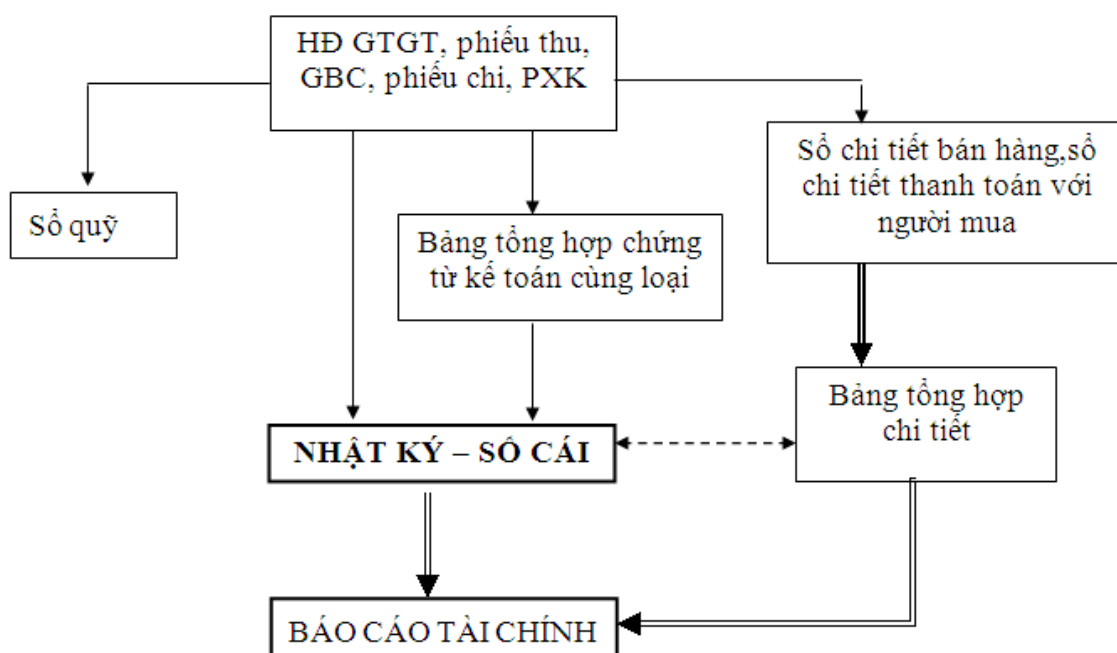 HĐ GTGT, phiếu thu,
GBC, phiếu chi, PXK
Sổ chi tiết bán hàng,sổ
chi tiết thanh toán với
người mua
Sổ quỹ
Bảng tổng hợp chứng
từ kế toán cùng loại
Bảng tổng hợp
chi tiết
NHẬT KÝ – SỔ CÁI
BÁO CÁO TÀI CHÍNH